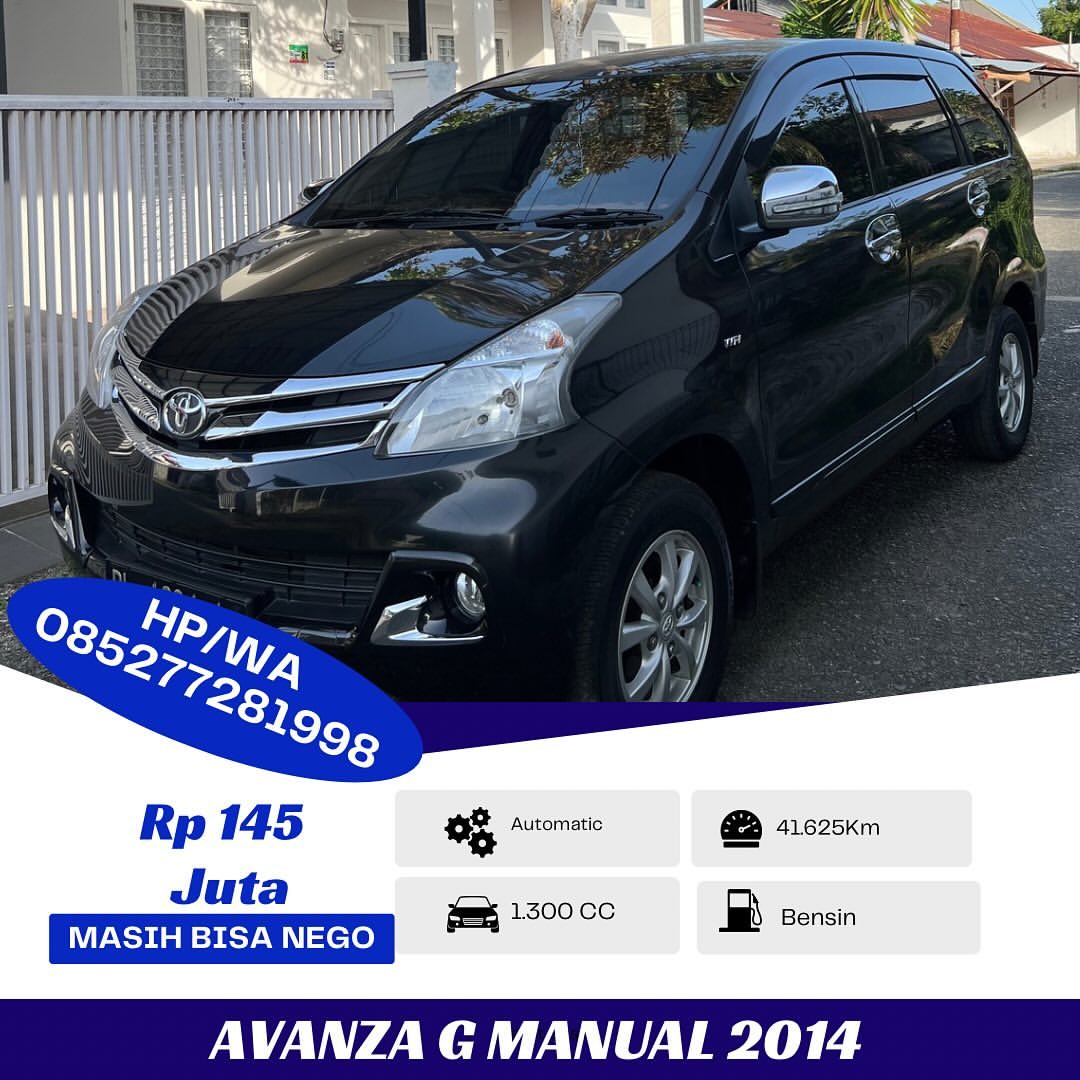 HP/WA
085277281998
Rp 145
Juta
MASIH BISA NEGO
Automatic
41.625Km
1.300 CC
Bensin
AVANZA G MANUAL 2014